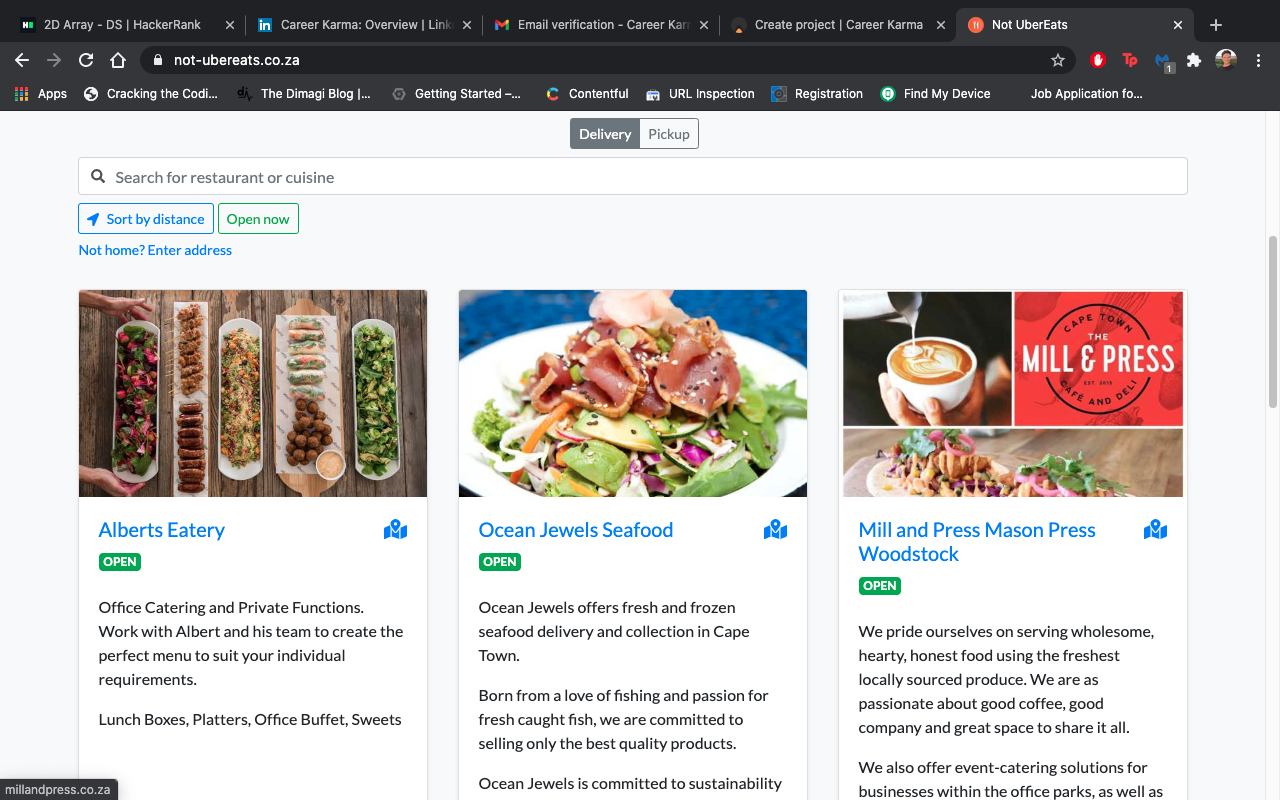 2D Array - DS | HackerRank
Career Karma: Overview | Link
Email verification - Career Kar
Create project | Career Karma
Not UberEats
not-ubereats.co.za
1
Apps
Cracking the Codi...
The Dimagi Blog |...
Getting Started –...
Contentful
URL Inspection
Registration
Find My Device
Job Application fo...
Delivery
Pickup
Search for restaurant or cuisine
Sort by distance
Open now
Not home? Enter address
CAPE TOWN
THE
MILL & PRESS
EST. 2015
CAFÉ AND DELI
Alberts Eatery
OPEN
Office Catering and Private Functions.
Work with Albert and his team to create the
perfect menu to suit your individual
requirements.
Lunch Boxes, Platters, Office Buffet, Sweets
Ocean Jewels Seafood
OPEN
Ocean Jewels offers fresh and frozen
seafood delivery and collection in Cape
Town.
Born from a love of fishing and passion for
fresh caught fish, we are committed to
selling only the best quality products.
Ocean Jewels is committed to sustainability
Mill and Press Mason Press
Woodstock
OPEN
We pride ourselves on serving wholesome,
hearty, honest food using the freshest
locally sourced produce. We are as
passionate about good coffee, good
company and great space to share it all.
We also offer event-catering solutions for
businesses within the office parks, as well as
millandpress.co.za